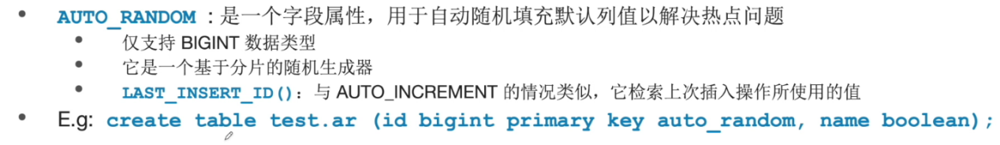 • AUTO_RANDOM ：是一个字段属性，用于自动随机填充默认列值以解决热点问题
• 仅支持 BIGINT 数据类型
• 它是一个基于分片的随机生成器
• LAST_INSERT_ID()：与 AUTO_INCREMENT 的情况类似，它检索上次插入操作所使用的值
• E.g: create table test.ar (id bigint primary key auto_random, name boolean);